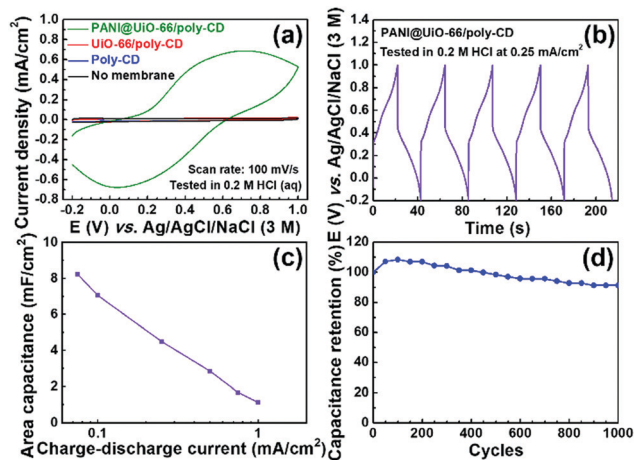 PANI@UiO-66/poly-CD
UiO-66/poly-CD
Poly-CD
No membrane
(a)
Current density (mA/cm²)
0.8
0.6
0.4
0.2
0.0
-0.2
-0.4
-0.6
-0.8
Scan rate: 100 mV/s
Tested in 0.2 M HCl (aq)
-0.2 0.0 0.2 0.4 0.6 0.8 1.0
E (V) vs. Ag/AgCl/NaCl (3 M)
PANI@UiO-66/poly-CD
(b)
Tested in 0.2 M HCl at 0.25 mA/cm²
E (V) vs. Ag/AgCl/NaCl (3 M)
1.4
1.2
1.0
0.8
0.6
0.4
0.2
0.0
-0.2
0 40 80 120 160 200
Time (s)
(c)
Area capacitance (mF/cm²)
10
8
6
4
2
0
0.1 1
Charge-discharge current (mA/cm²)
(d)
Capacitance retention (%)
140
120
100
80
60
40
20
0
0 200 400 600 800 1000
Cycles